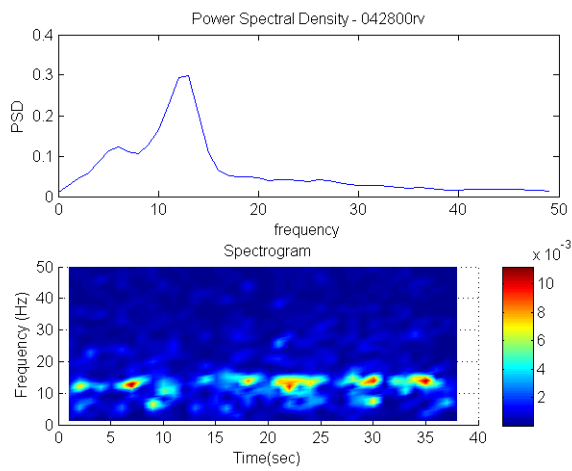 Power Spectral Density - 042800rv
0.4
0.3
0.2
0.1
0
PSD
0 10 20 30 40 50
frequency
Spectrogram
50
40
30
20
10
0
Frequency (Hz)
0 5 10 15 20 25 30 35 40
Time(sec)
x 10^-3
10
8
6
4
2